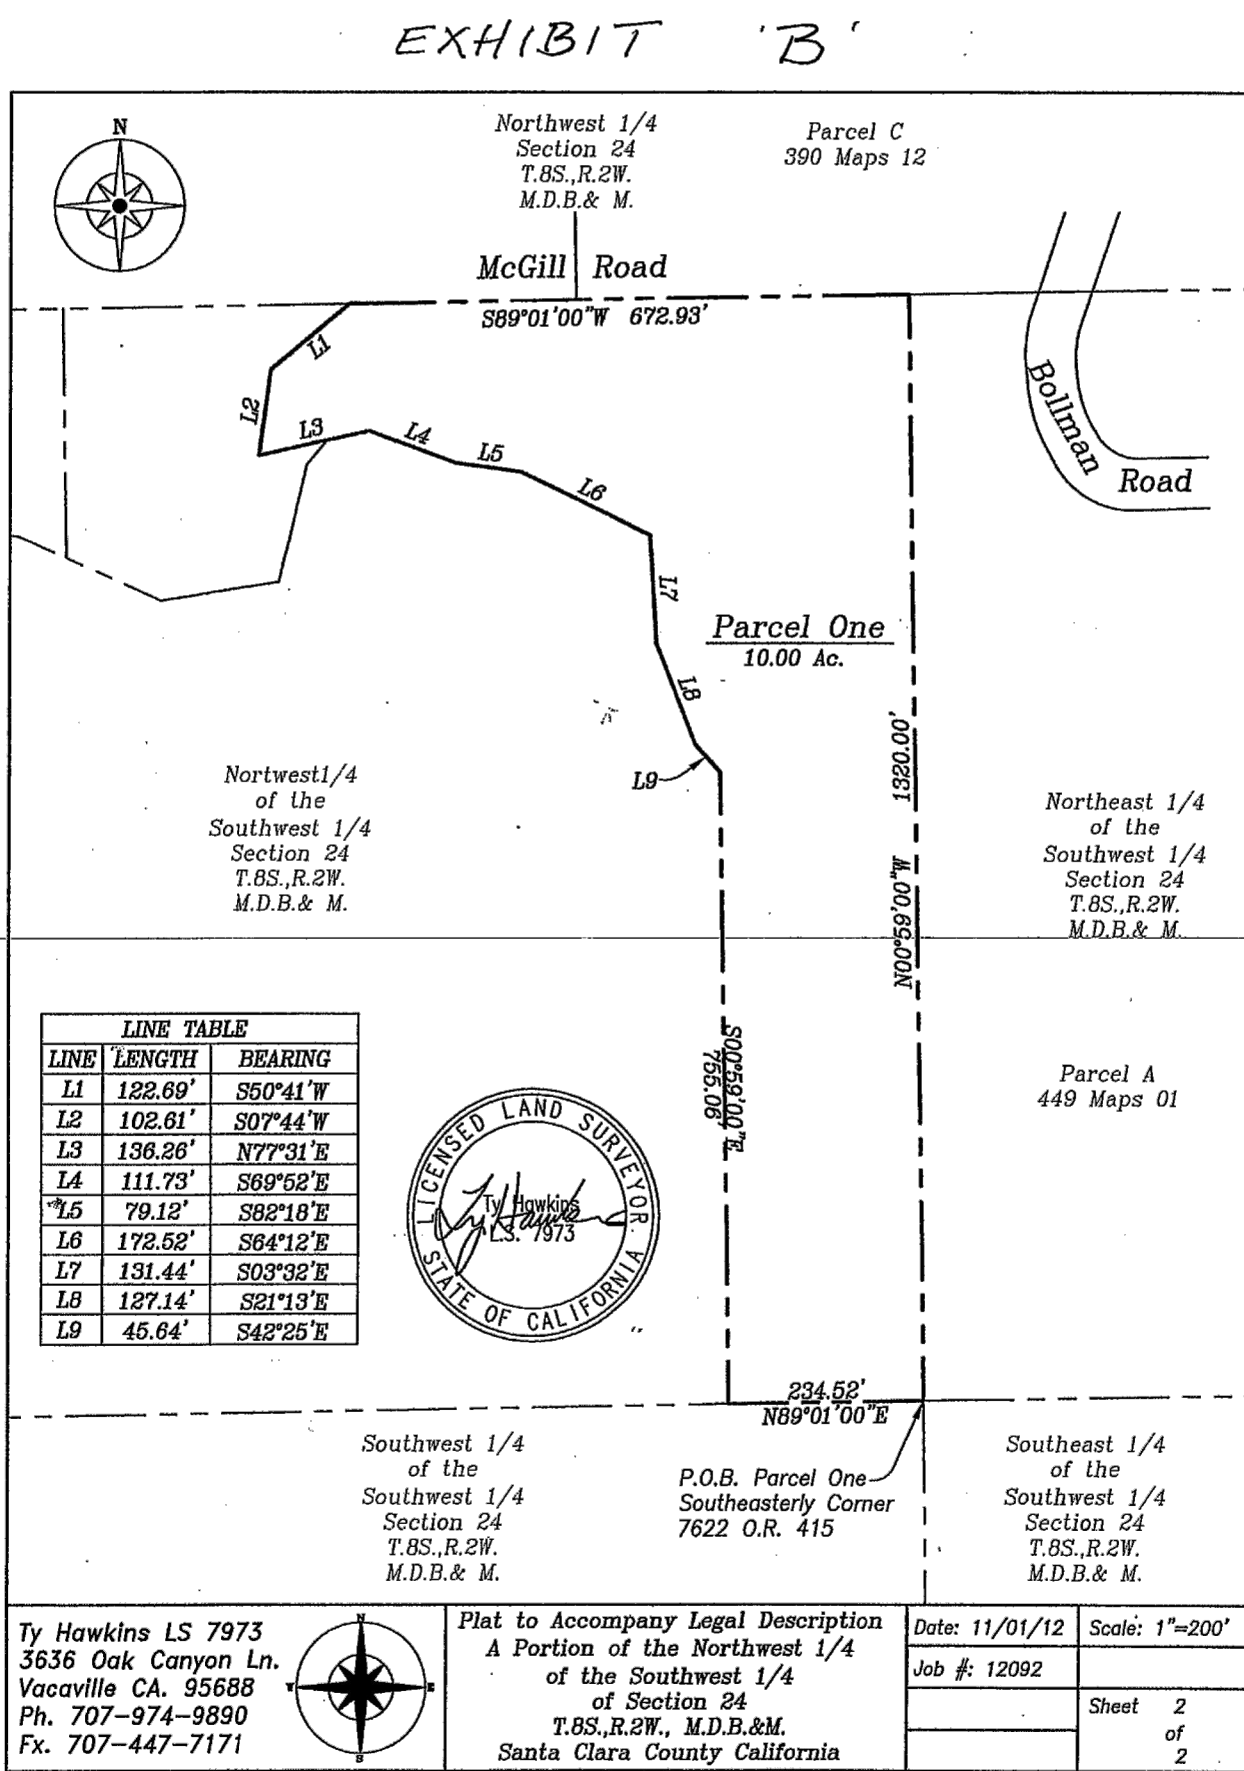 EXHIBIT 'B'
N
Northwest 1/4
Section 24
T.8S.,R.2W.
M.D.B.& M.
Parcel C
390 Maps 12
McGill Road
S89°01'00"W 672.93'
L1
L2
L3
L4
L5
L6
L7
L8
L9
Bollman
Road
Parcel One
10.00 Ac.
N00°59'00"W 1320.00'
Nortwest1/4
of the
Southwest 1/4
Section 24
T.8S.,R.2W.
M.D.B.& M.
Northeast 1/4
of the
Southwest 1/4
Section 24
T.8S.,R.2W.
M.D.B.& M.
S00°59'00"E
755.06'
Parcel A
449 Maps 01
LINE TABLE
LINE LENGTH BEARING
L1 122.69' S50°41'W
L2 102.61' S07°44'W
L3 136.26' N77°31'E
L4 111.73' S69°52'E
L5 79.12' S82°18'E
L6 172.52' S64°12'E
L7 131.44' S03°32'E
L8 127.14' S21°13'E
L9 45.64' S42°25'E
LICENSED LAND SURVEYOR
Ty Hawkins
L.S. 7973
STATE OF CALIFORNIA
234.52'
N89°01'00"E
Southwest 1/4
of the
Southwest 1/4
Section 24
T.8S.,R.2W.
M.D.B.& M.
P.O.B. Parcel One
Southeasterly Corner
7622 O.R. 415
Southeast 1/4
of the
Southwest 1/4
Section 24
T.8S.,R.2W.
M.D.B.& M.
Ty Hawkins LS 7973
3636 Oak Canyon Ln.
Vacaville CA. 95688
Ph. 707-974-9890
Fx. 707-447-7171
N
W E
S
Plat to Accompany Legal Description
A Portion of the Northwest 1/4
of the Southwest 1/4
of Section 24
T.8S.,R.2W., M.D.B.&M.
Santa Clara County California
Date: 11/01/12
Scale: 1"=200'
Job #: 12092
Sheet 2
of
2